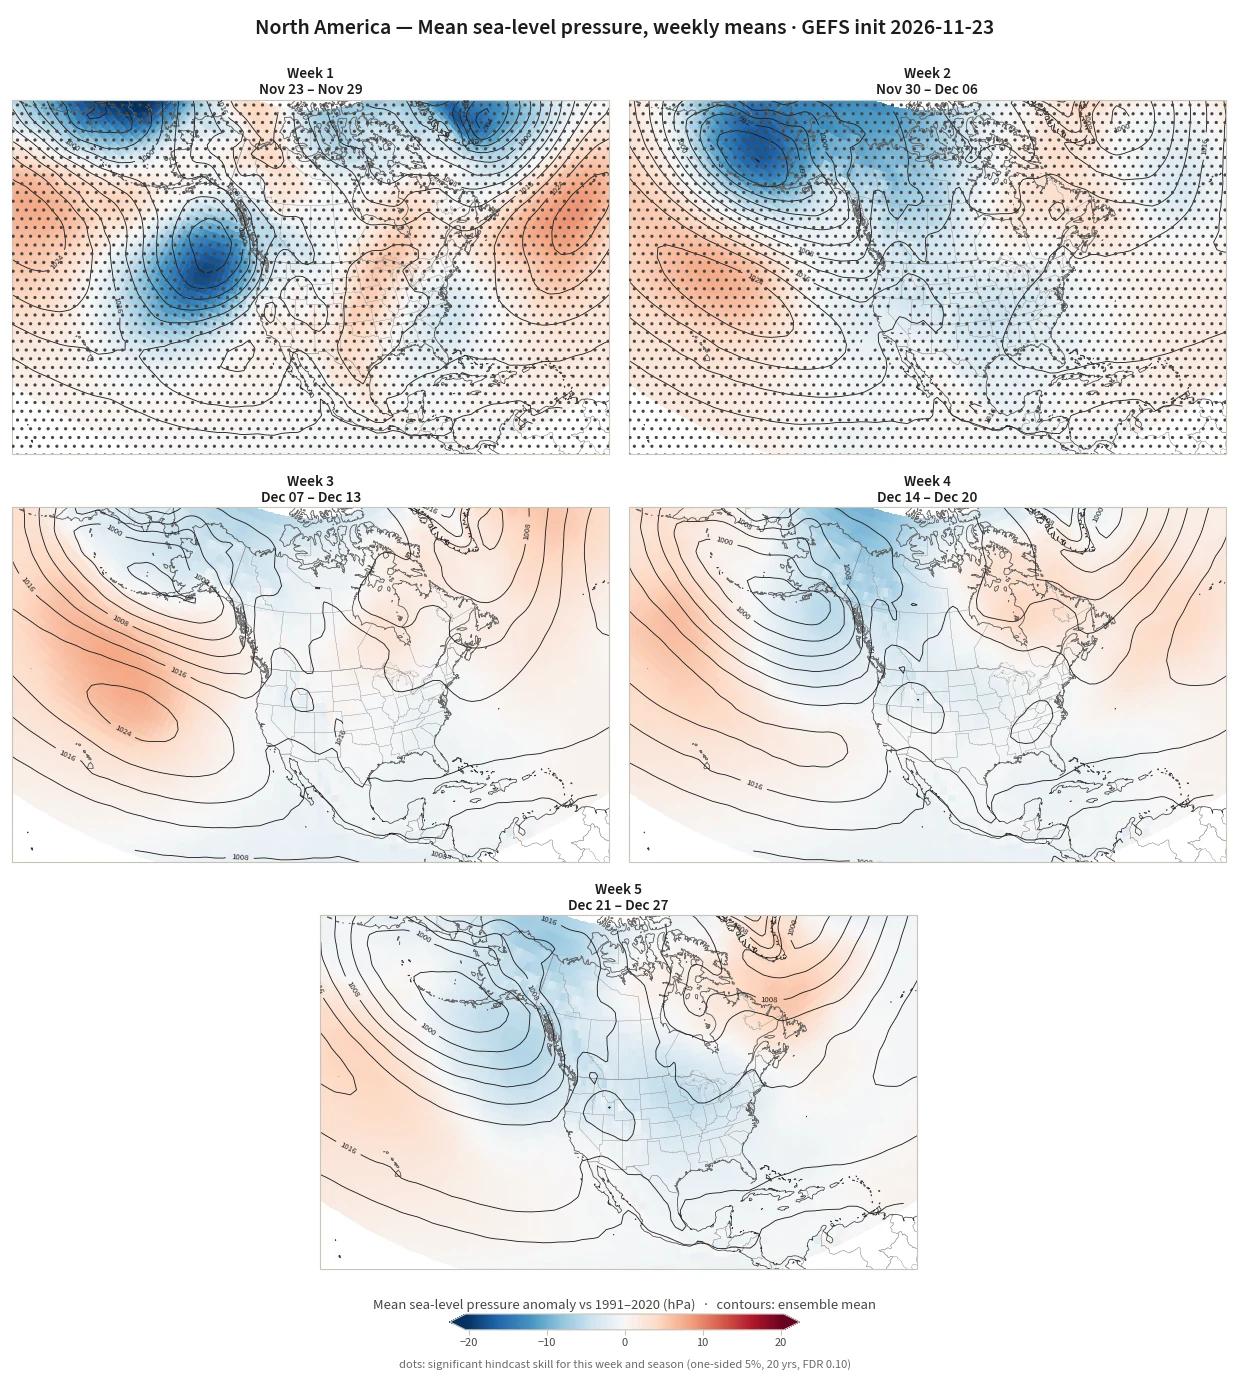 North America — Mean sea-level pressure, weekly means · GEFS init 2026-11-23
Week 1
Nov 23 – Nov 29
Week 2
Nov 30 – Dec 06
Week 3
Dec 07 – Dec 13
Week 4
Dec 14 – Dec 20
Week 5
Dec 21 – Dec 27
Mean sea-level pressure anomaly vs 1991–2020 (hPa) · contours: ensemble mean
−20 −10 0 10 20
dots: significant hindcast skill for this week and season (one-sided 5%, 20 yrs, FDR 0.10)